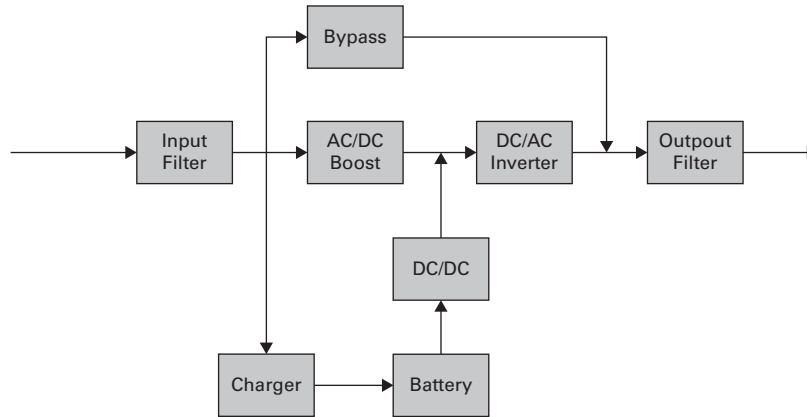 Bypass
Input
Filter
AC/DC
Boost
DC/AC
Inverter
Outpout
Filter
DC/DC
Charger
Battery